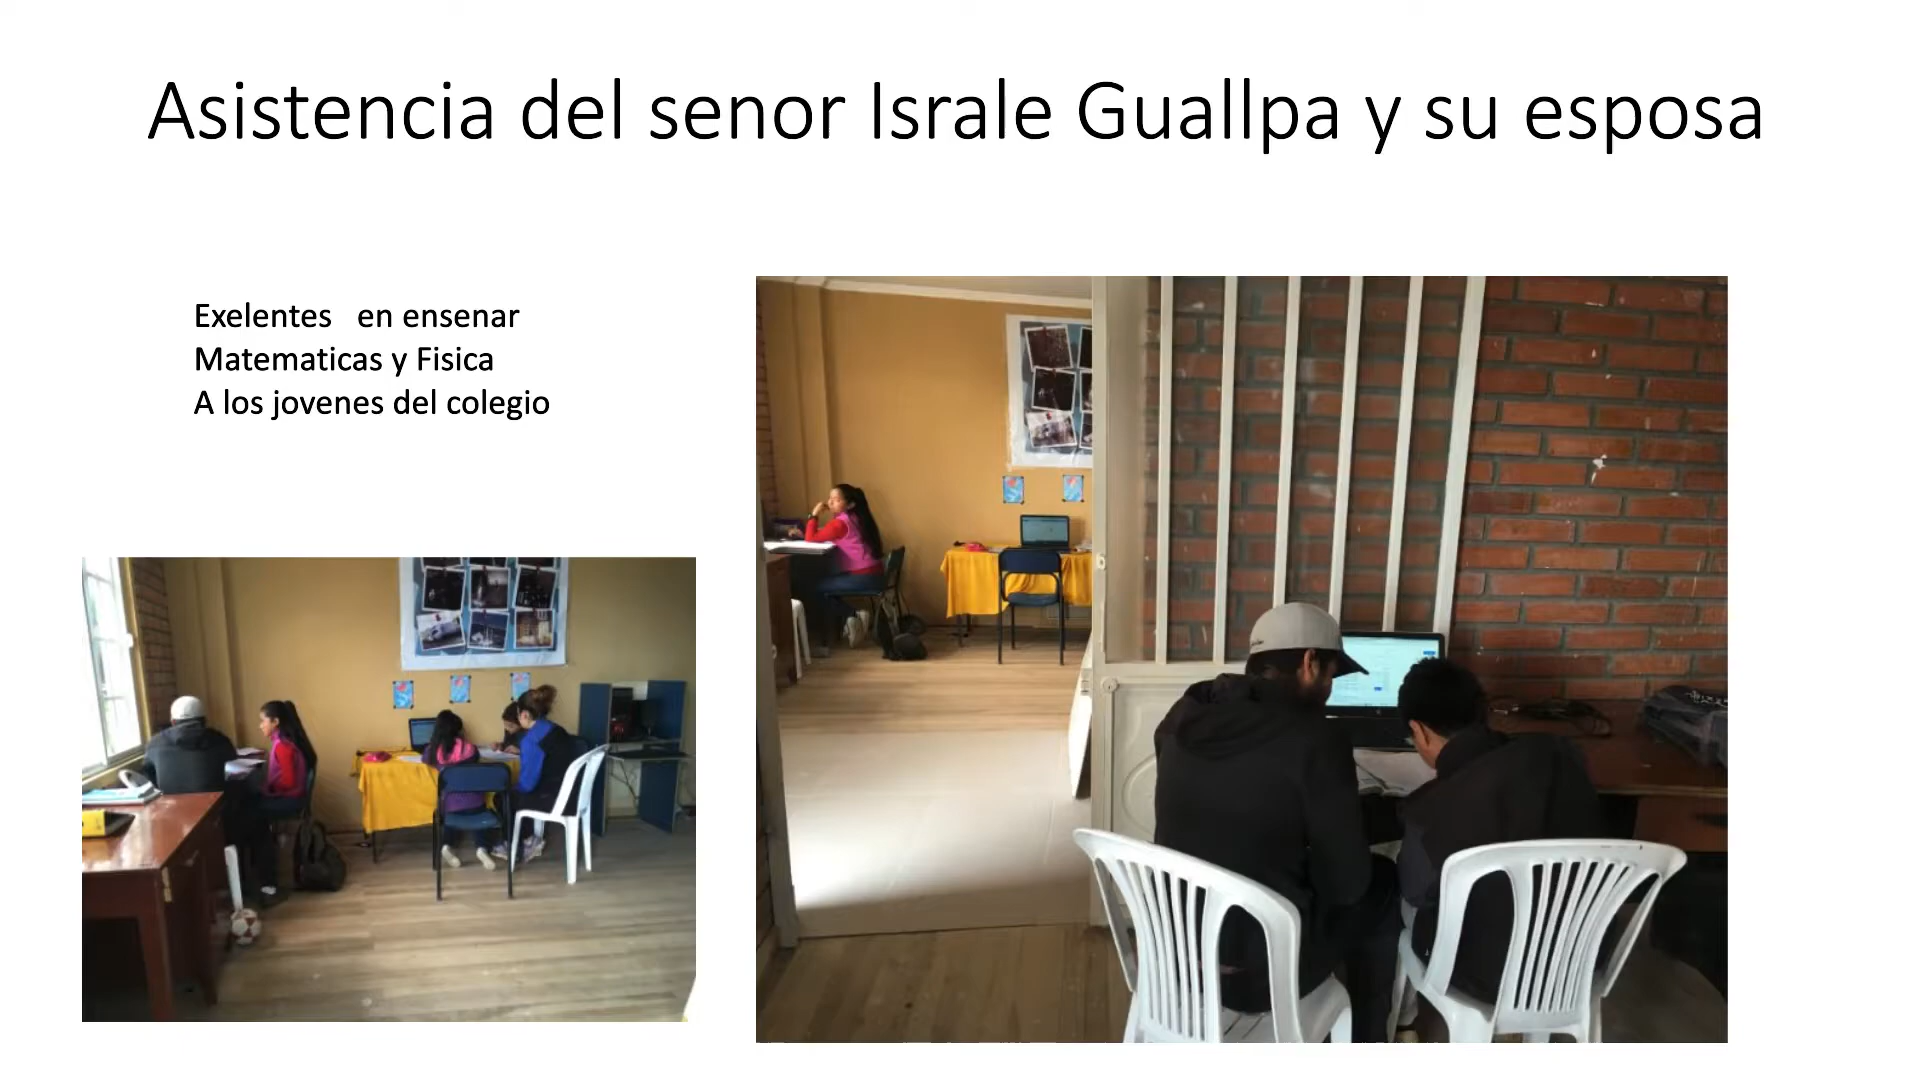 Asistencia del senor Israle Guallpa y su esposa
Exelentes en ensenar
Matematicas y Fisica
A los jovenes del colegio